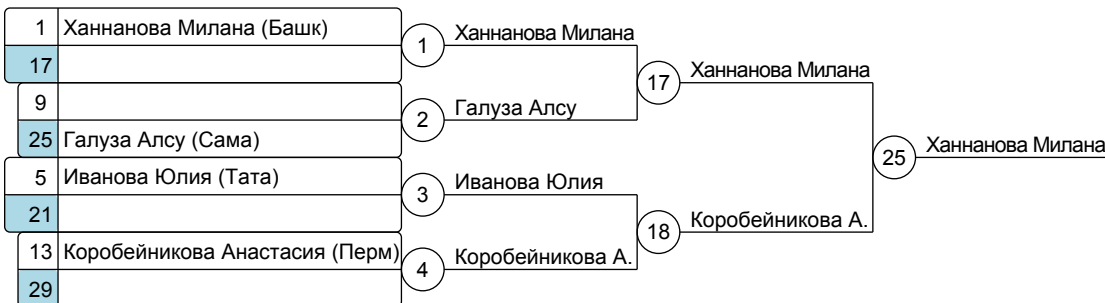 1 Ханнанова Милана (Башк)
17
1 Ханнанова Милана
9
25 Галуза Алсу (Сама)
2 Галуза Алсу
17 Ханнанова Милана
5 Иванова Юлия (Тата)
21
3 Иванова Юлия
13 Коробейникова Анастасия (Перм)
29
4 Коробейникова А.
18 Коробейникова А.
25 Ханнанова Милана